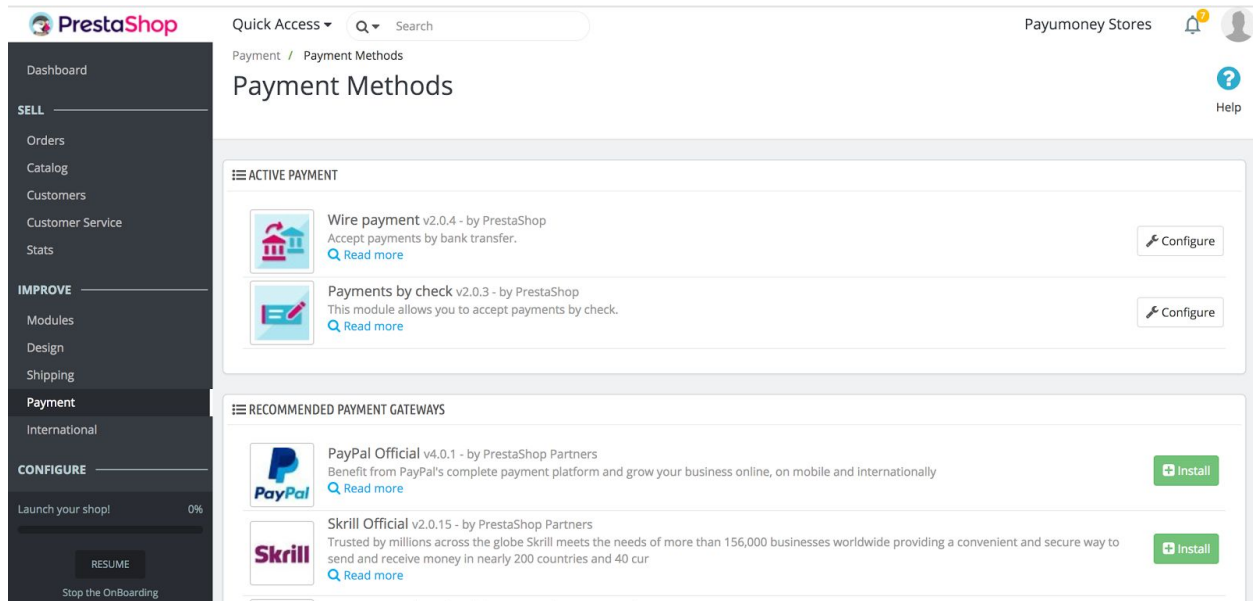 PrestaShop
Quick Access
Search
Payumoney Stores
7
Payment / Payment Methods
Payment Methods
Help
Dashboard
SELL
Orders
Catalog
Customers
Customer Service
Stats
IMPROVE
Modules
Design
Shipping
Payment
International
CONFIGURE
Launch your shop! 0%
RESUME
Stop the OnBoarding
ACTIVE PAYMENT
Wire payment v2.0.4 - by PrestaShop
Accept payments by bank transfer.
Read more
Configure
Payments by check v2.0.3 - by PrestaShop
This module allows you to accept payments by check.
Read more
Configure
RECOMMENDED PAYMENT GATEWAYS
PayPal
PayPal Official v4.0.1 - by PrestaShop Partners
Benefit from PayPal's complete payment platform and grow your business online, on mobile and internationally
Read more
Install
Skrill
Skrill Official v2.0.15 - by PrestaShop Partners
Trusted by millions across the globe Skrill meets the needs of more than 156,000 businesses worldwide providing a convenient and secure way to
send and receive money in nearly 200 countries and 40 cur
Read more
Install